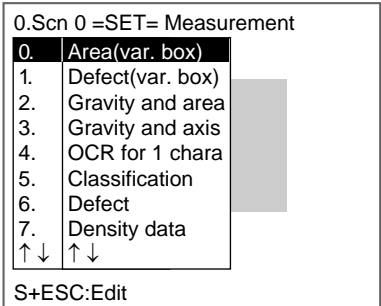 0.Scn 0 =SET= Measurement
0. Area(var. box)
1. Defect(var. box)
2. Gravity and area
3. Gravity and axis
4. OCR for 1 chara
5. Classification
6. Defect
7. Density data
↑↓ ↑↓
S+ESC:Edit